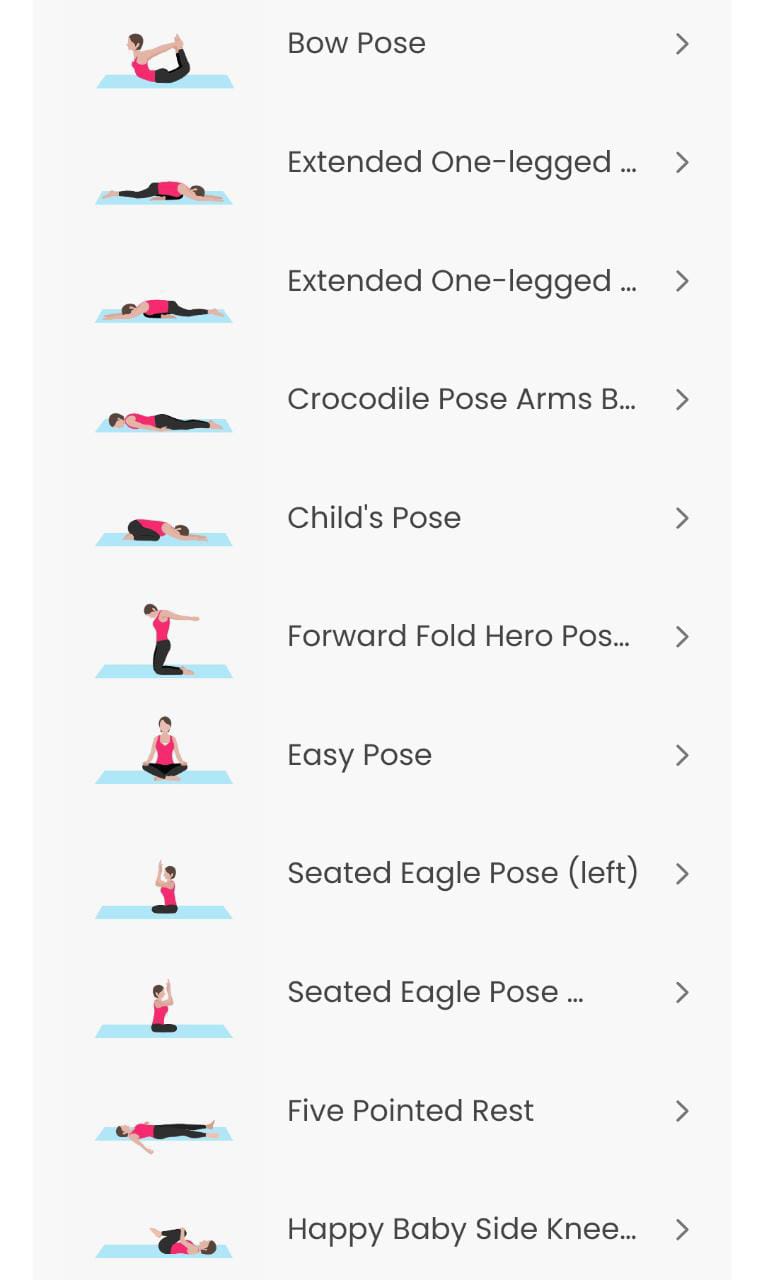 Bow Pose
Extended One-legged ...
Extended One-legged ...
Crocodile Pose Arms B...
Child's Pose
Forward Fold Hero Pos...
Easy Pose
Seated Eagle Pose (left)
Seated Eagle Pose ...
Five Pointed Rest
Happy Baby Side Knee...